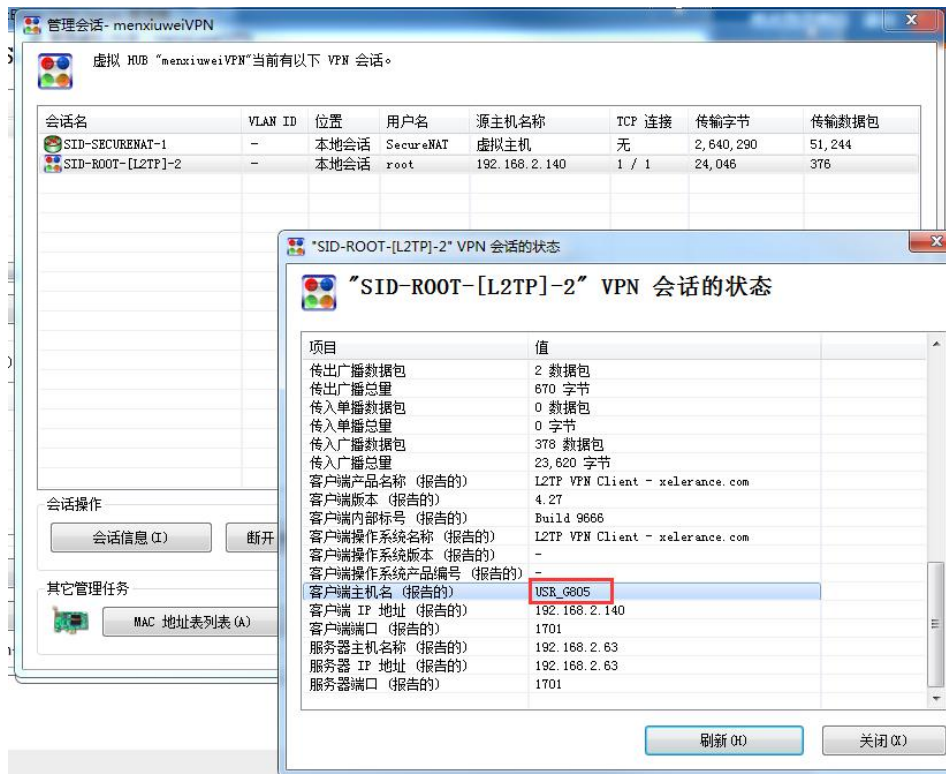 管理会话- menxiuweiVPN
虚拟 HUB "menxiuweiVPN"当前有以下 VPN 会话。
会话名 VLAN ID 位置 用户名 源主机名称 TCP 连接 传输字节 传输数据包
SID-SECURENAT-1 - 本地会话 SecureNAT 虚拟主机 无 2,640,290 51,244
SID-ROOT-[L2TP]-2 - 本地会话 root 192.168.2.140 1 / 1 24,046 376
会话操作
会话信息(I) 断开
其它管理任务
MAC 地址表列表(A)
"SID-ROOT-[L2TP]-2" VPN 会话的状态
"SID-ROOT-[L2TP]-2" VPN 会话的状态
项目 值
传出广播数据包 2 数据包
传出广播总量 670 字节
传入单播数据包 0 数据包
传入单播总量 0 字节
传入广播数据包 378 数据包
传入广播总量 23,620 字节
客户端产品名称 (报告的) L2TP VPN Client - xelerance.com
客户端版本 (报告的) 4.27
客户端内部标号 (报告的) Build 9666
客户端操作系统名称 (报告的) L2TP VPN Client - xelerance.com
客户端操作系统版本 (报告的) -
客户端操作系统产品编号 (报告的) -
客户端主机名 (报告的) USR_G805
客户端 IP 地址 (报告的) 192.168.2.140
客户端端口 (报告的) 1701
服务器主机名称 (报告的) 192.168.2.63
服务器 IP 地址 (报告的) 192.168.2.63
服务器端口 (报告的) 1701
刷新(H) 关闭(X)